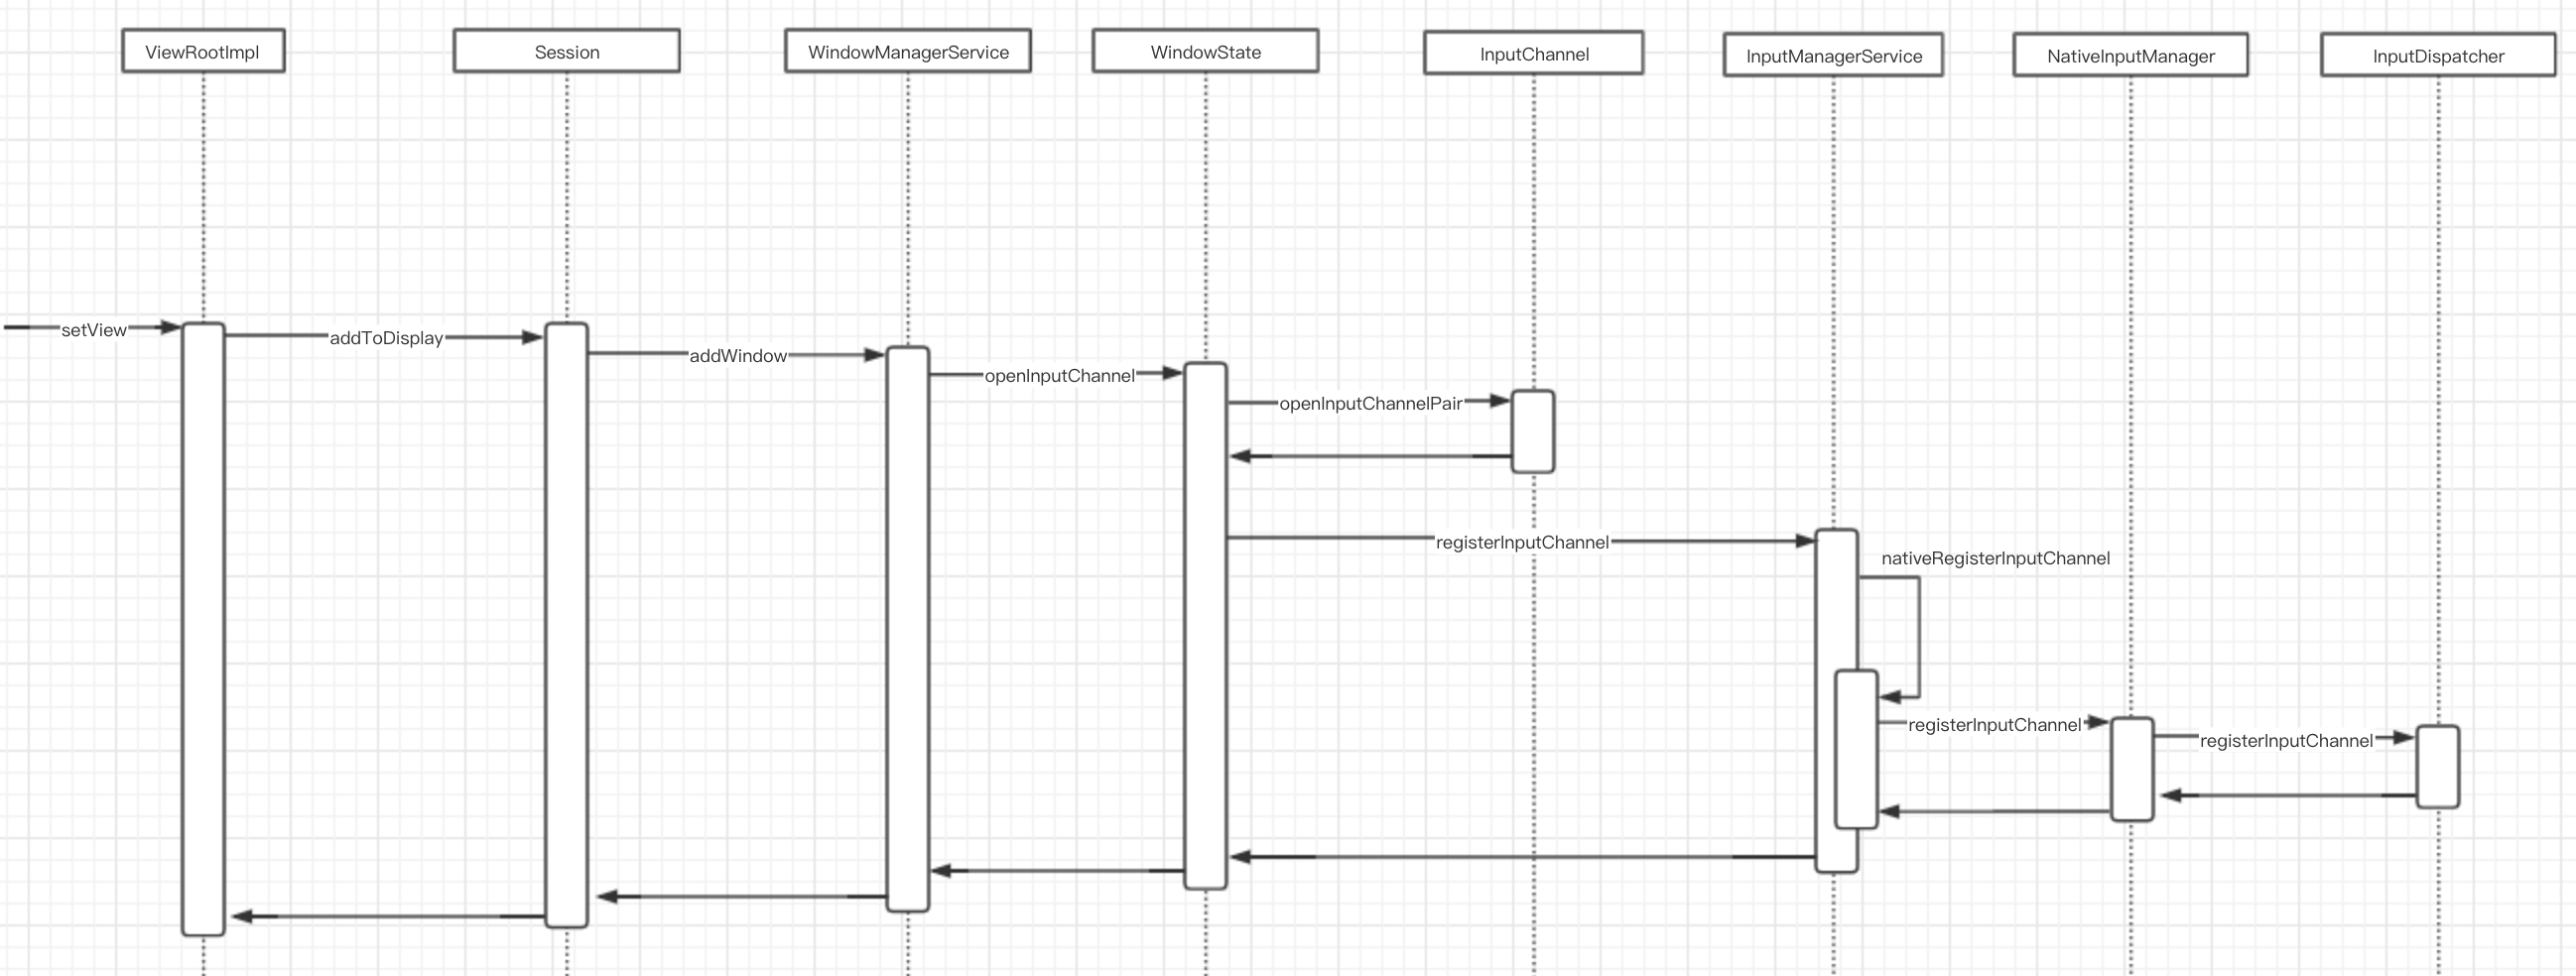 ViewRootImpl
Session
WindowManagerService
WindowState
InputChannel
InputManagerService
NativeInputManager
InputDispatcher
setView
addToDisplay
addWindow
openInputChannel
openInputChannelPair
registerInputChannel
nativeRegisterInputChannel
registerInputChannel
registerInputChannel